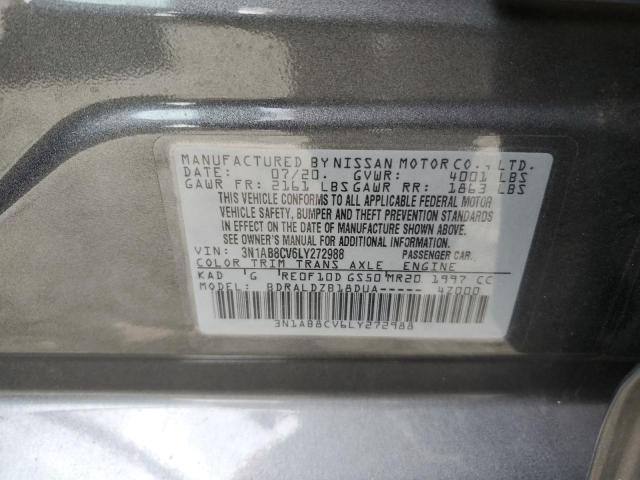 MANUFACTURED BY NISSAN MOTOR CO., LTD.
DATE: 07/20. GVWR: 4001 LBS
GAWR FR: 2161 LBS GAWR RR: 1863 LBS
THIS VEHICLE CONFORMS TO ALL APPLICABLE FEDERAL MOTOR
VEHICLE SAFETY, BUMPER AND THEFT PREVENTION STANDARDS
IN EFFECT ON THE DATE OF MANUFACTURE SHOWN ABOVE.
SEE OWNER'S MANUAL FOR ADDITIONAL INFORMATION.
VIN: 3N1AB8CV6LY272988 PASSENGER CAR.
COLOR TRIM TRANS AXLE ENGINE
KAD G RE0F10D GS50 MR20 1997 CC
MODEL: BDRALDZB18DUA----- 4Z000
3N1AB8CV6LY272988